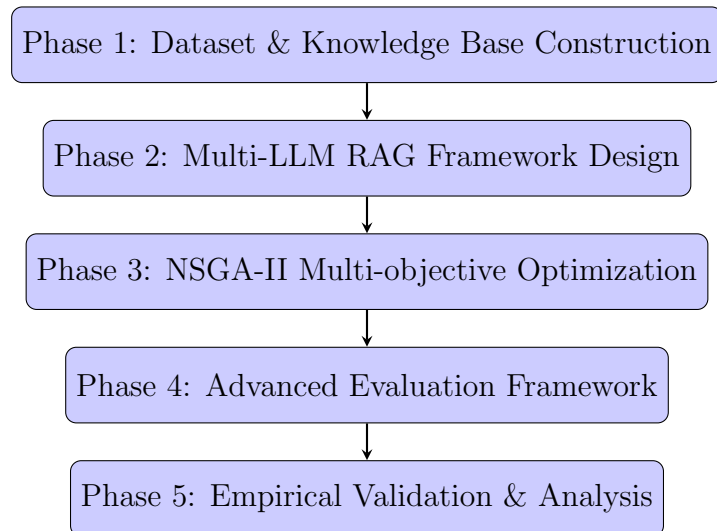 Phase 1: Dataset & Knowledge Base Construction
Phase 2: Multi-LLM RAG Framework Design
Phase 3: NSGA-II Multi-objective Optimization
Phase 4: Advanced Evaluation Framework
Phase 5: Empirical Validation & Analysis